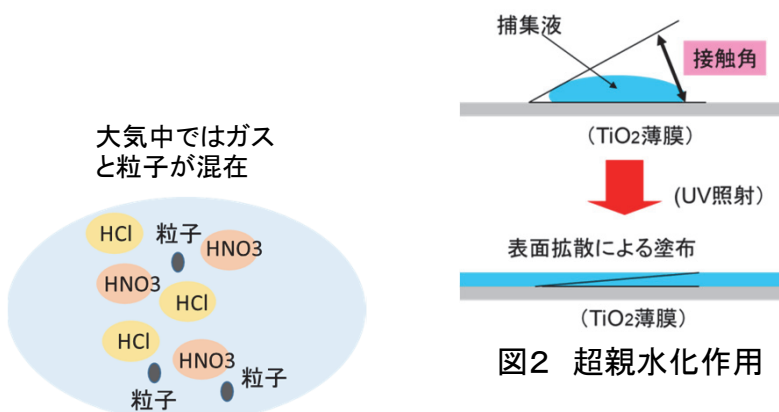 大気中ではガス
と粒子が混在
HCl
粒子
HNO3
HNO3
HCl
HCl
HNO3
粒子
粒子
捕集液
接触角
（TiO2薄膜）
(UV照射）
表面拡散による塗布
（TiO2薄膜）
図２ 超親水化作用